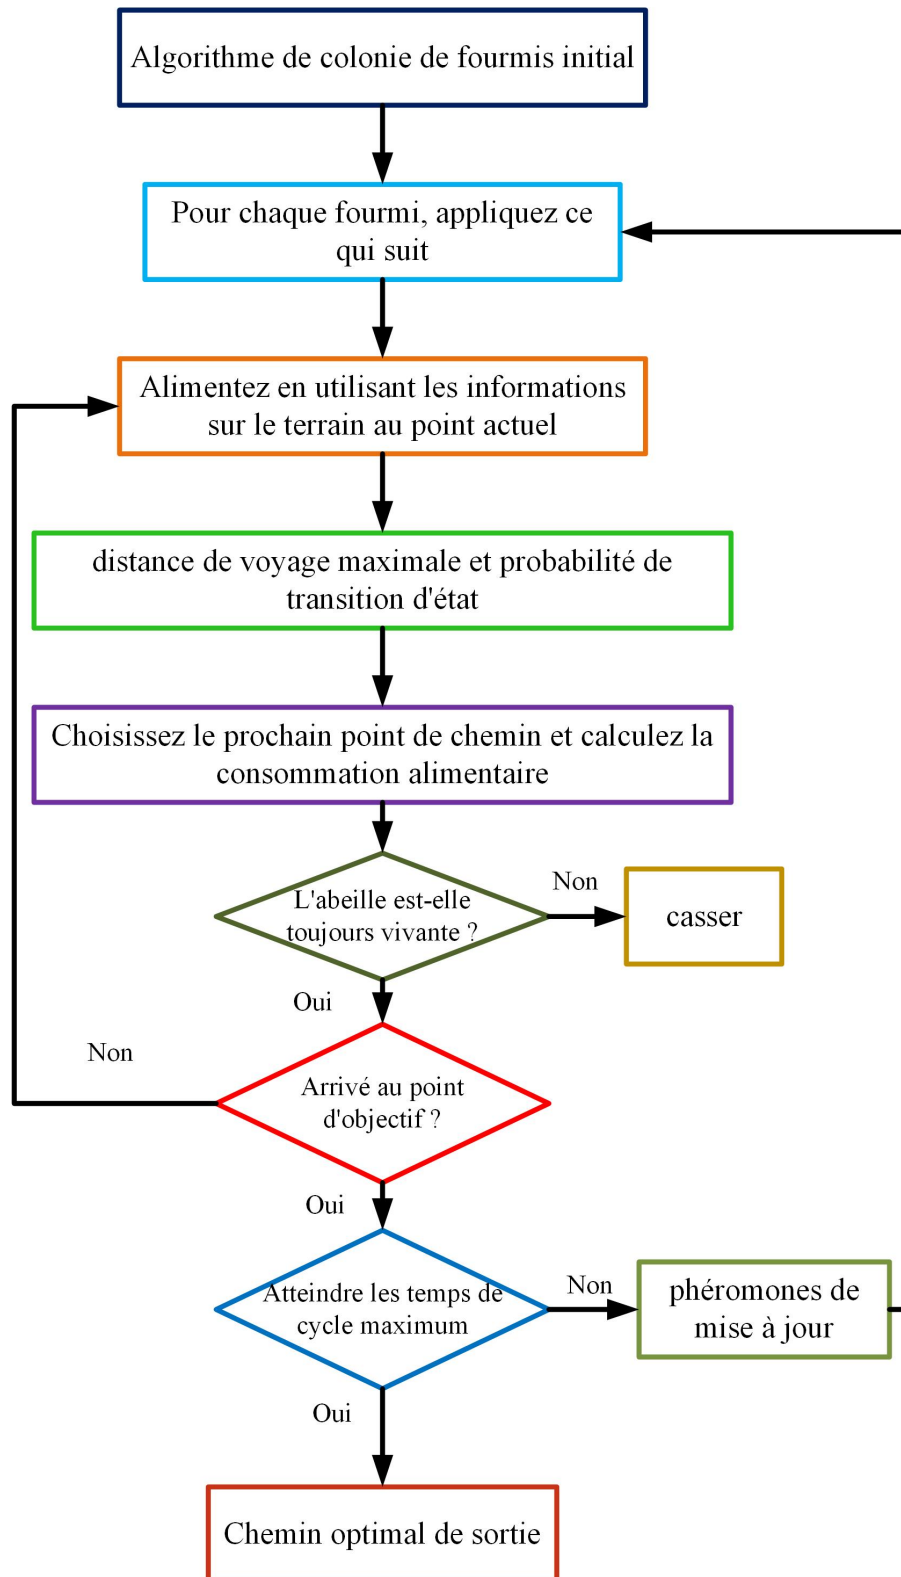 Algorithme de colonie de fourmis initial
Pour chaque fourmi, appliquez ce
qui suit
Alimentez en utilisant les informations
sur le terrain au point actuel
distance de voyage maximale et probabilité de
transition d'état
Choisissez le prochain point de chemin et calculez la
consommation alimentaire
L'abeille est-elle
toujours vivante ?
Non
casser
Oui
Non
Arrivé au point
d'objectif ?
Oui
Atteindre les temps de
cycle maximum
Non
phéromones de
mise à jour
Oui
Chemin optimal de sortie